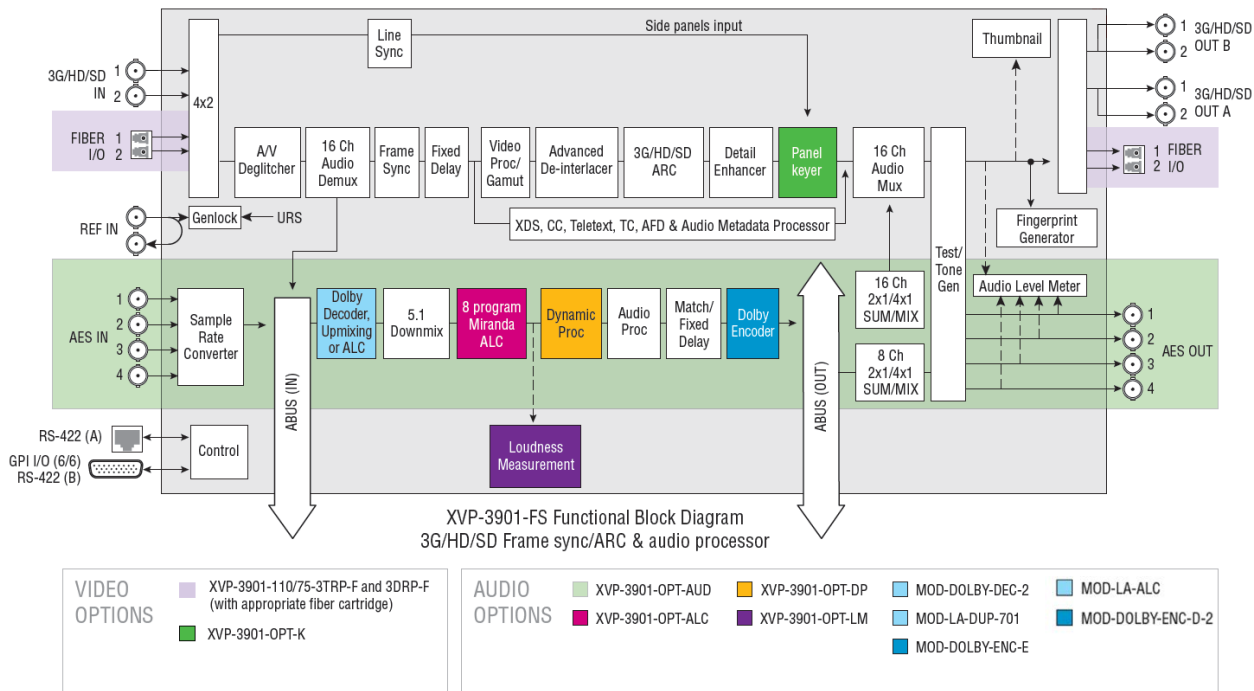 Line
Sync
Side panels input
Thumbnail
1
2
3G/HD/SD
OUT B
3G/HD/SD
IN
1
2
4x2
1
2
3G/HD/SD
OUT A
FIBER
I/O
1
2
A/V
Deglitcher
16 Ch
Audio
Demux
Frame
Sync
Fixed
Delay
Video
Proc/
Gamut
Advanced
De-interlacer
3G/HD/SD
ARC
Detail
Enhancer
Panel
keyer
16 Ch
Audio
Mux
1
2
FIBER
I/O
REF IN
Genlock
URS
XDS, CC, Teletext, TC, AFD & Audio Metadata Processor
Fingerprint
Generator
Test/
Tone
Gen
AES IN
1
2
3
4
Sample
Rate
Converter
ABUS (IN)
Dolby
Decoder,
Upmixing
or ALC
5.1
Downmix
8 program
Miranda
ALC
Dynamic
Proc
Audio
Proc
Match/
Fixed
Delay
Dolby
Encoder
ABUS (OUT)
16 Ch
2x1/4x1
SUM/MIX
8 Ch
2x1/4x1
SUM/MIX
Audio Level Meter
1
2
3
4
AES OUT
RS-422 (A)
GPI I/O (6/6)
RS-422 (B)
Control
Loudness
Measurement
XVP-3901-FS Functional Block Diagram
3G/HD/SD Frame sync/ARC & audio processor
VIDEO
OPTIONS
XVP-3901-110/75-3TRP-F and 3DRP-F
(with appropriate fiber cartridge)
XVP-3901-OPT-K
AUDIO
OPTIONS
XVP-3901-OPT-AUD
XVP-3901-OPT-ALC
XVP-3901-OPT-DP
XVP-3901-OPT-LM
MOD-DOLBY-DEC-2
MOD-LA-DUP-701
MOD-DOLBY-ENC-E
MOD-LA-ALC
MOD-DOLBY-ENC-D-2